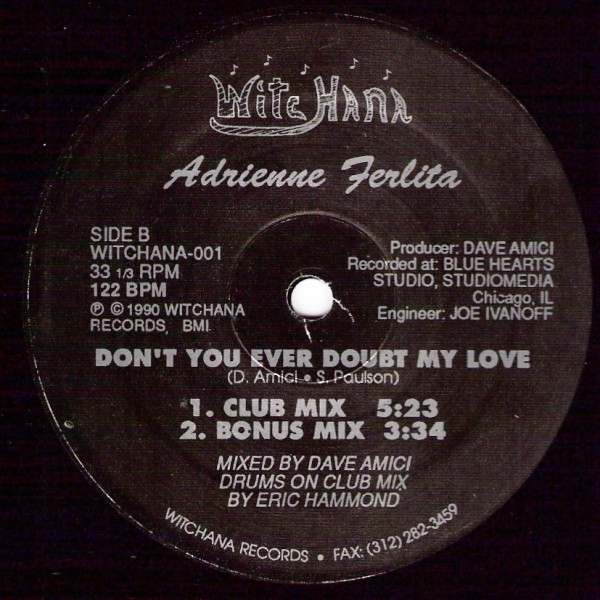 WitcHana
Adrienne Ferlita
SIDE B
WITCHANA-001
33 1/3 RPM
122 BPM
℗ © 1990 WITCHANA
RECORDS, BMI
Producer: DAVE AMICI
Recorded at: BLUE HEARTS
STUDIO, STUDIOMEDIA
Chicago, IL
Engineer: JOE IVANOFF
DON'T YOU EVER DOUBT MY LOVE
(D. Amici • S. Paulson)
1. CLUB MIX 5:23
2. BONUS MIX 3:34
MIXED BY DAVE AMICI
DRUMS ON CLUB MIX
BY ERIC HAMMOND
WITCHANA RECORDS • FAX: (312) 282-3459